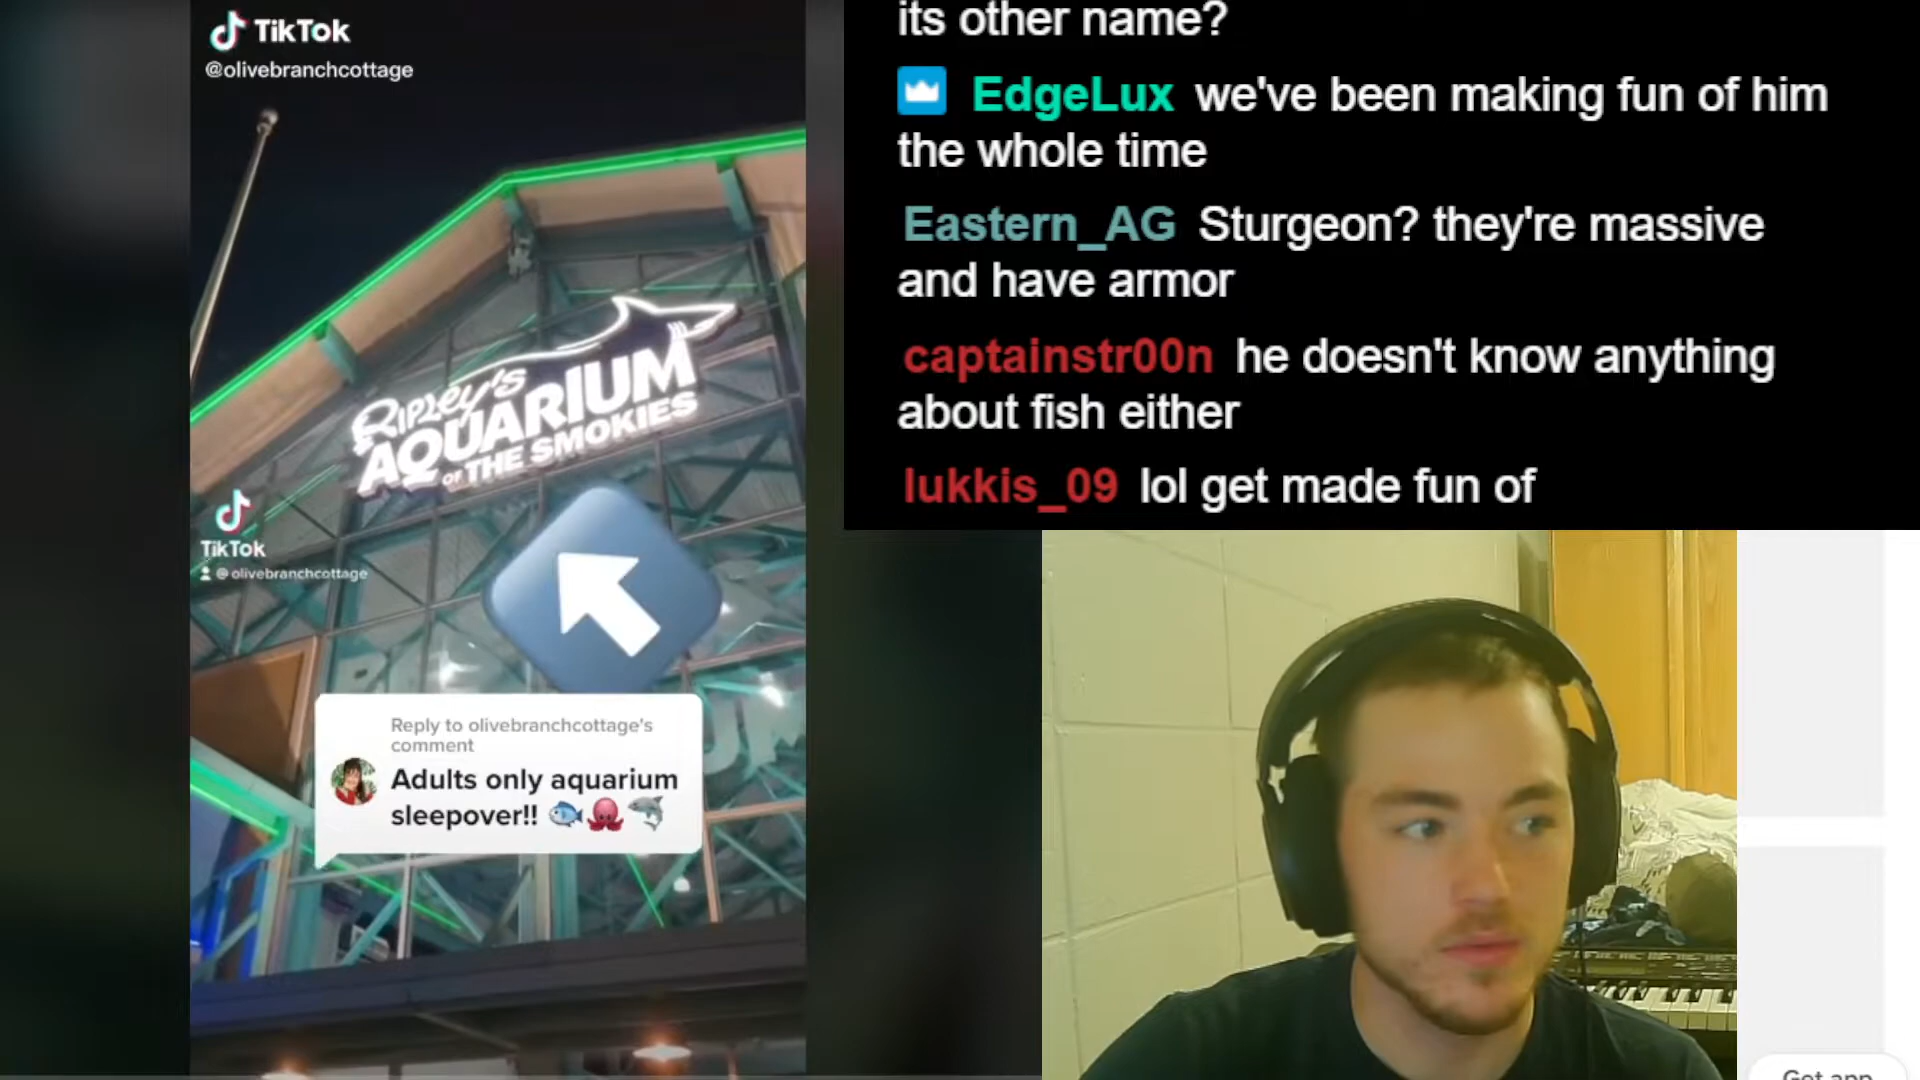 TikTok
@olivebranchcottage
RIPLEY'S
AQUARIUM
OF THE SMOKIES
TikTok
@olivebranchcottage
Reply to olivebranchcottage's
comment
Adults only aquarium
sleepover!! 🐟🐙🦈
its other name?
EdgeLux we've been making fun of him
the whole time
Eastern_AG Sturgeon? they're massive
and have armor
captainstr00n he doesn't know anything
about fish either
lukkis_09 lol get made fun of
Get app